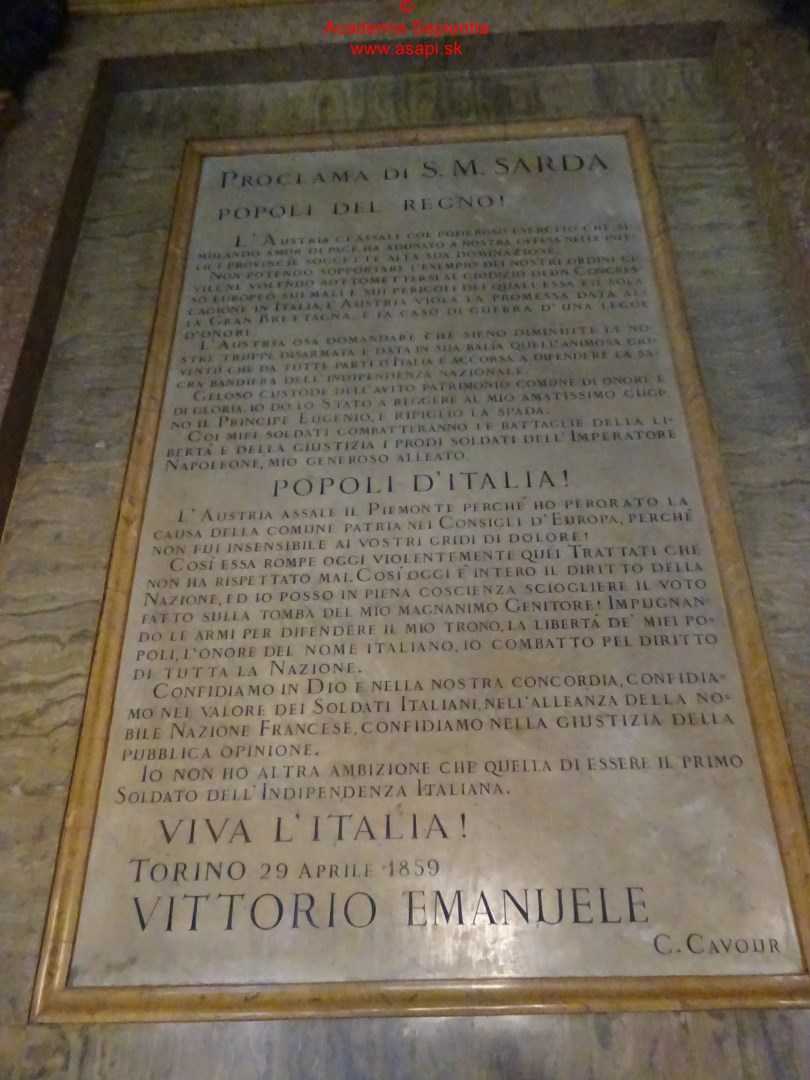 ©
Academia Sapientia
www.asapi.sk
PROCLAMA DI S. M. SARDA
POPOLI DEL REGNO!
L'AUSTRIA CI ASSALE COL PODEROSO ESERCITO CHE, SI-
MULANDO AMOR DI PACE, HA ADUNATO A NOSTRA OFFESA NELLE INFE-
LICI PROVINCIE SOGGETTE ALLA SUA DOMINAZIONE.
NON POTENDO SOPPORTARE L'ESEMPIO DEI NOSTRI ORDINI CI-
VILI, NE VOLENDO SOTTOMETTERSI AL GIUDIZIO DI UN CONGRES-
SO EUROPEO SUI MALI E SUI PERICOLI DEI QUALI ESSA È LE SOLA
CAGIONE IN ITALIA, L'AUSTRIA VIOLA LA PROMESSA DATA AL-
LA GRAN BRETTAGNA, E FA CASO DI GUERRA D'UNA LEGGE
D'ONORE.
L'AUSTRIA OSA DOMANDARE CHE SIENO DIMINUITE LE NO-
STRE TRUPPE, DISARMATA E DATA IN SUA BALÌA QUELL'ANIMOSA GIO-
VENTÙ CHE DA TUTTE PARTI D'ITALIA È ACCORSA A DIFENDERE LA SA-
CRA BANDIERA DELL'INDIPENDENZA NAZIONALE.
GELOSO CUSTODE DELL'AVITO PATRIMONIO COMUNE DI ONORE E
DI GLORIA, IO DO LO STATO A REGGERE AL MIO AMATISSIMO CUGI-
NO IL PRINCIPE EUGENIO, E RIPIGLIO LA SPADA.
COI MIEI SOLDATI COMBATTERANNO LE BATTAGLIE DELLA LI-
BERTÀ E DELLA GIUSTIZIA I PRODI SOLDATI DELL'IMPERATORE
NAPOLEONE, MIO GENEROSO ALLEATO.
POPOLI D'ITALIA!
L'AUSTRIA ASSALE IL PIEMONTE PERCHÉ HO PERORATO LA
CAUSA DELLA COMUNE PATRIA NEI CONSIGLI D'EUROPA, PERCHÉ
NON FUI INSENSIBILE AI VOSTRI GRIDI DI DOLORE!
COSÍ ESSA ROMPE OGGI VIOLENTEMENTE QUEI TRATTATI CHE
NON HA RISPETTATO MAI. COSÍ OGGI É INTERO IL DIRITTO DELLA
NAZIONE, ED IO POSSO IN PIENA COSCIENZA SCIOGLIERE IL VOTO
FATTO SULLA TOMBA DEL MIO MAGNANIMO GENITORE! IMPUGNAN-
DO LE ARMI PER DIFENDERE IL MIO TRONO, LA LIBERTÁ DE' MIEI PO-
POLI, L'ONORE DEL NOME ITALIANO, IO COMBATTO PEL DIRITTO
DI TUTTA LA NAZIONE.
CONFIDIAMO IN DIO E NELLA NOSTRA CONCORDIA, CONFIDIA-
MO NEL VALORE DEI SOLDATI ITALIANI, NELL'ALLEANZA DELLA NO-
BILE NAZIONE FRANCESE, CONFIDIAMO NELLA GIUSTIZIA DELLA
PUBBLICA OPINIONE.
IO NON HO ALTRA AMBIZIONE CHE QUELLA DI ESSERE IL PRIMO
SOLDATO DELL'INDIPENDENZA ITALIANA.
VIVA L'ITALIA!
TORINO 29 APRILE 1859
VITTORIO EMANUELE
C. CAVOUR